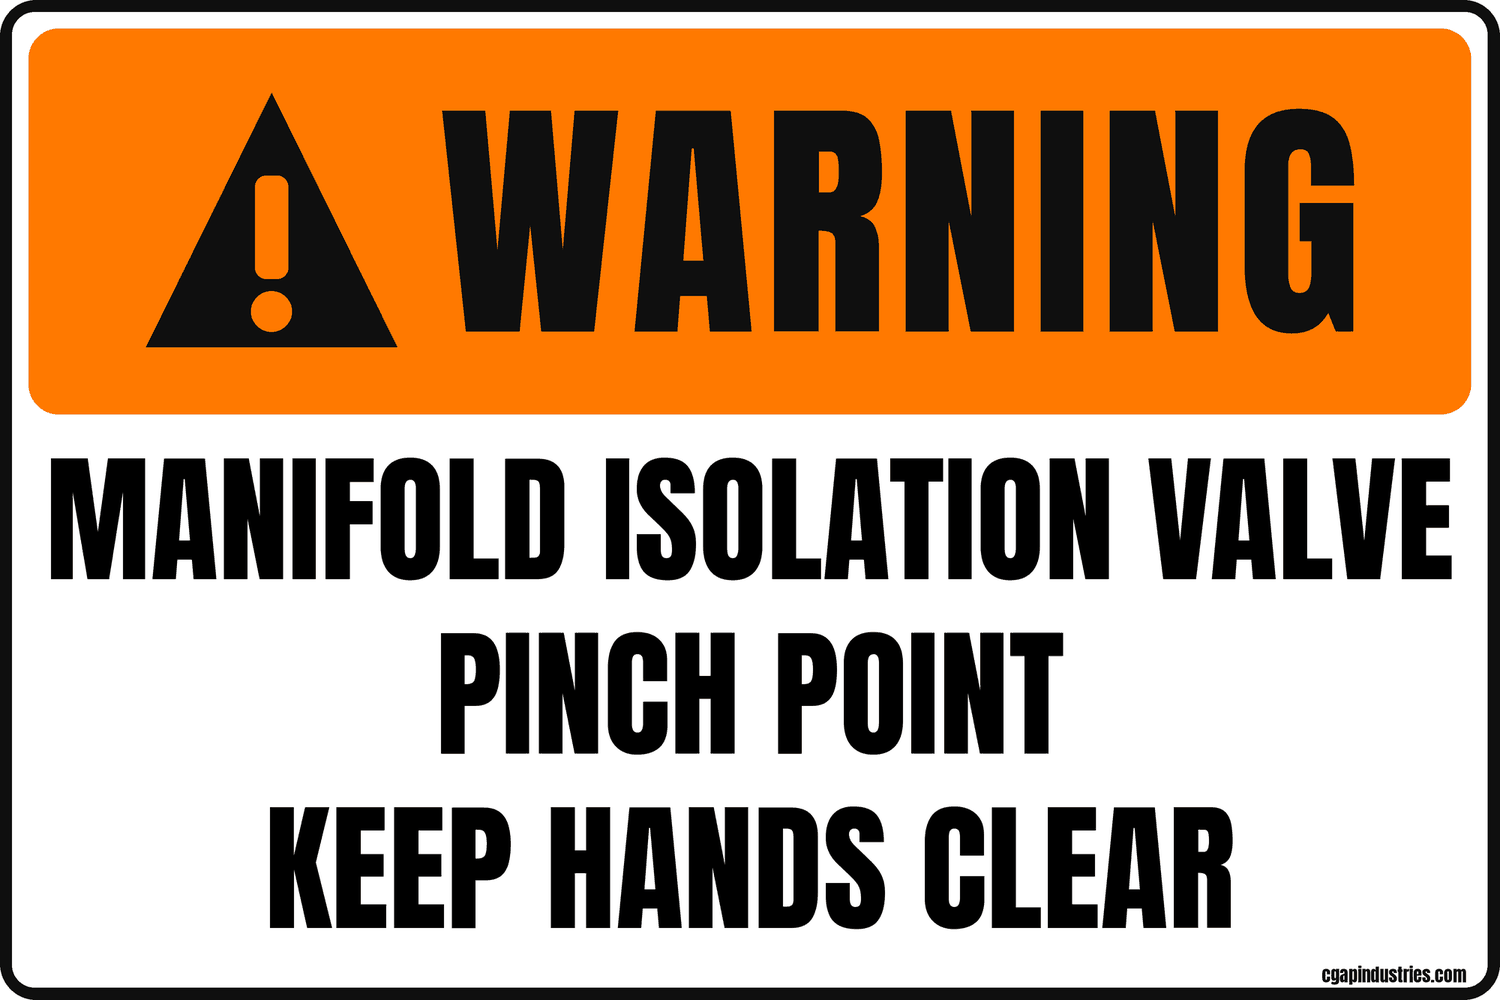 WARNING
MANIFOLD ISOLATION VALVE
PINCH POINT
KEEP HANDS CLEAR
cgapindustries.com